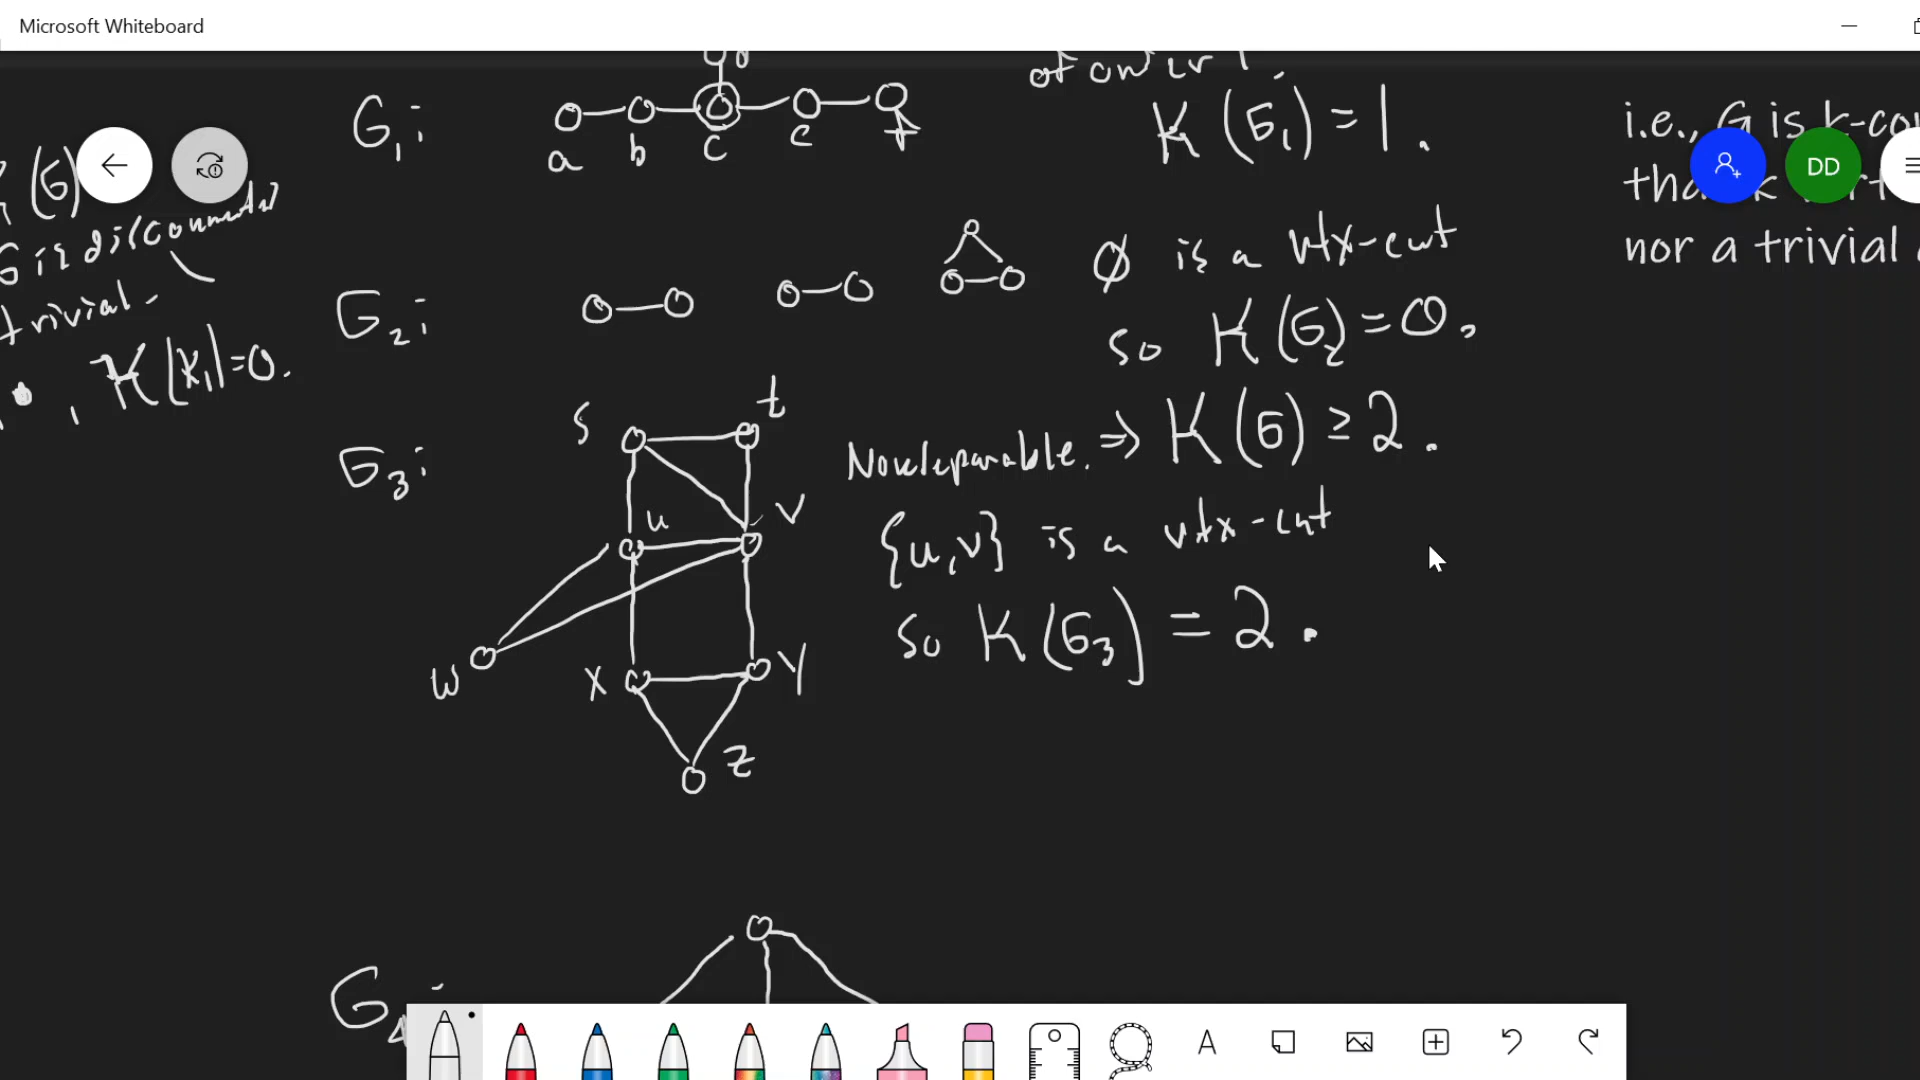 Microsoft Whiteboard
of order 1.
G₁:
a b c e f
K(G₁) = 1.
i.e., G is k-co
nor a trivial
DD
(G)
G is disconnected
trivial.
, K(K₁)=0.
G₂:
∅ is a vtx-cut
so K(G₂) = 0.
G₃:
s t
u v
w x y
z
Nonseparable. ⇒ K(G) ≥ 2.
{u,v} is a vtx-cut
so K(G₃) = 2.
G₄:
A